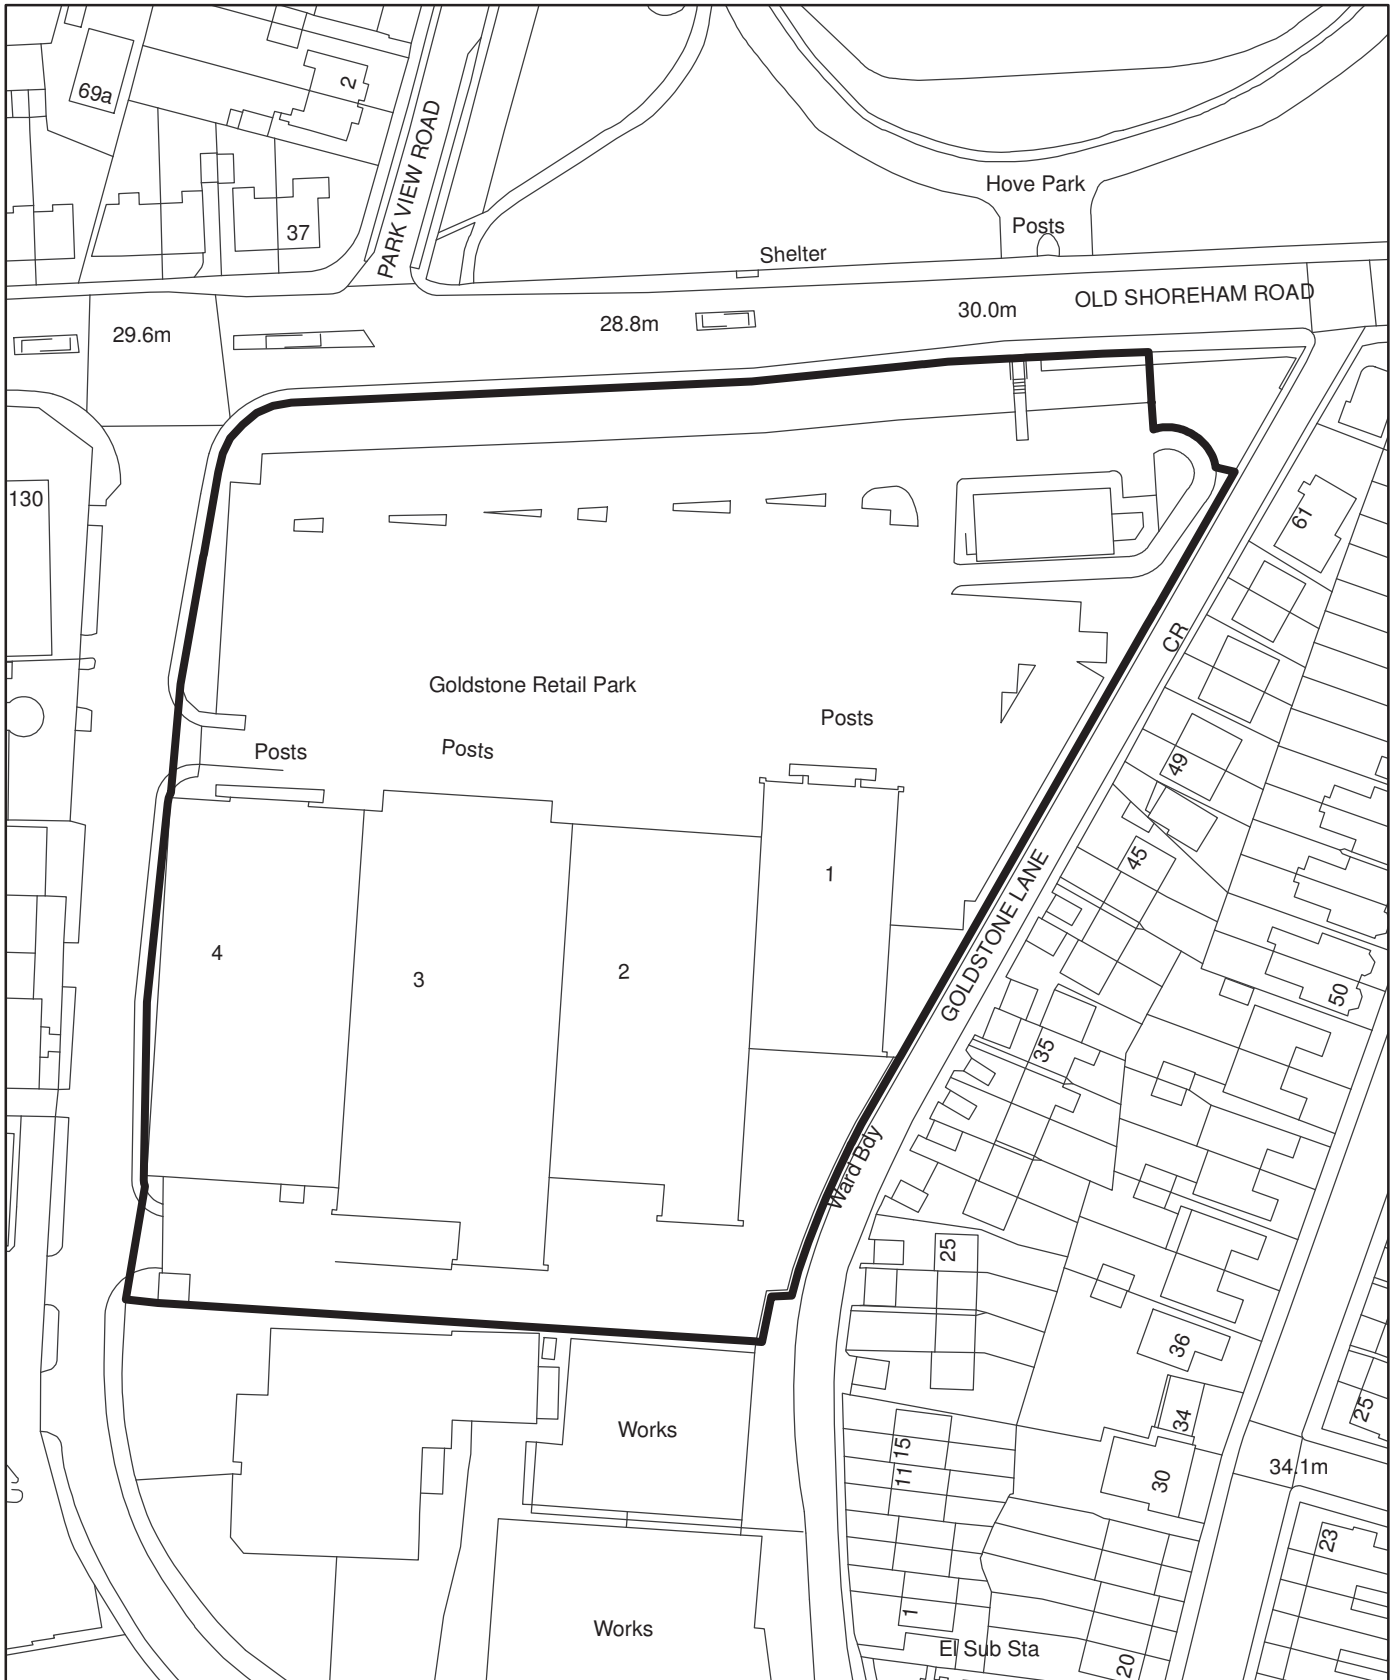 69a
2
PARK VIEW ROAD
37
Hove Park
Posts
Shelter
OLD SHOREHAM ROAD
29.6m
28.8m
30.0m
130
61
CR
Goldstone Retail Park
Posts
Posts
Posts
49
45
1
GOLDSTONE LANE
4
3
2
50
35
Ward Bdy
25
36
34
25
Works
15
11
30
34.1m
23
1
Works
El Sub Sta
20